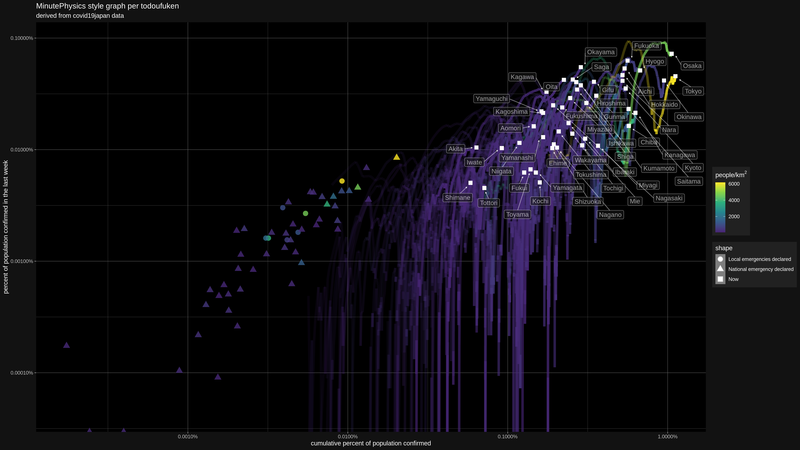 MinutePhysics style graph per todoufuken
derived from covid19japan data
percent of population confirmed in the last week
0.10000%
0.01000%
0.00100%
0.00010%
Okayama
Fukuoka
Saga
Hyogo
Osaka
Kagawa
Oita
Gifu
Aichi
Tokyo
Yamaguchi
Hiroshima
Hokkaido
Kagoshima
Fukushima
Gunma
Okinawa
Aomori
Miyazaki
Nara
Akita
Ishikawa
Chiba
Iwate
Yamanashi
Shiga
Kanagawa
Ehime
Wakayama
Nagata
Ibaraki
Kumamoto
Kyoto
Tokushima
Saitama
Fukui
Yamagata
Tochigi
Miyagi
Shimane
Tottori
Kochi
Shizuoka
Mie
Nagasaki
Toyama
Nagano
people/km²
6000
4000
2000
shape
Local emergencies declared
National emergency declared
Now
0.0010%
0.0100%
0.1000%
1.0000%
cumulative percent of population confirmed